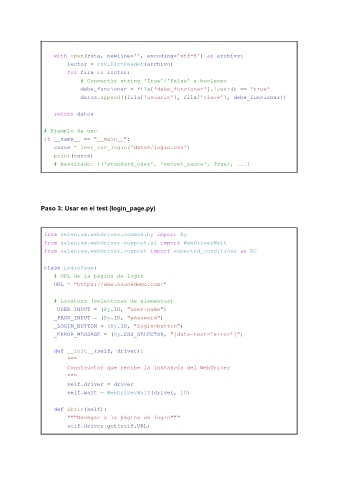 with open(ruta, newline='', encoding='utf-8') as archivo:
lector = csv.DictReader(archivo)
for fila in lector:
# Convertir string 'True'/'False' a booleano
debe_funcionar = fila['debe_funcionar'].lower() == 'true'
datos.append((fila['usuario'], fila['clave'], debe_funcionar))
return datos
# Ejemplo de uso
if __name__ == "__main__":
casos = leer_csv_login('datos/login.csv')
print(casos)
# Resultado: [('standard_user', 'secret_sauce', True), ...]
Paso 3: Usar en el test (login_page.py)
from selenium.webdriver.common.by import By
from selenium.webdriver.support.ui import WebDriverWait
from selenium.webdriver.support import expected_conditions as EC
class LoginPage:
# URL de la página de login
URL = "https://www.saucedemo.com/"
# Locators (selectores de elementos)
_USER_INPUT = (By.ID, "user-name")
_PASS_INPUT = (By.ID, "password")
_LOGIN_BUTTON = (By.ID, "login-button")
_ERROR_MESSAGE = (By.CSS_SELECTOR, "[data-test='error']")
def __init__(self, driver):
"""
Constructor que recibe la instancia del WebDriver
"""
self.driver = driver
self.wait = WebDriverWait(driver, 10)
def abrir(self):
"""Navegar a la página de login"""
self.driver.get(self.URL)